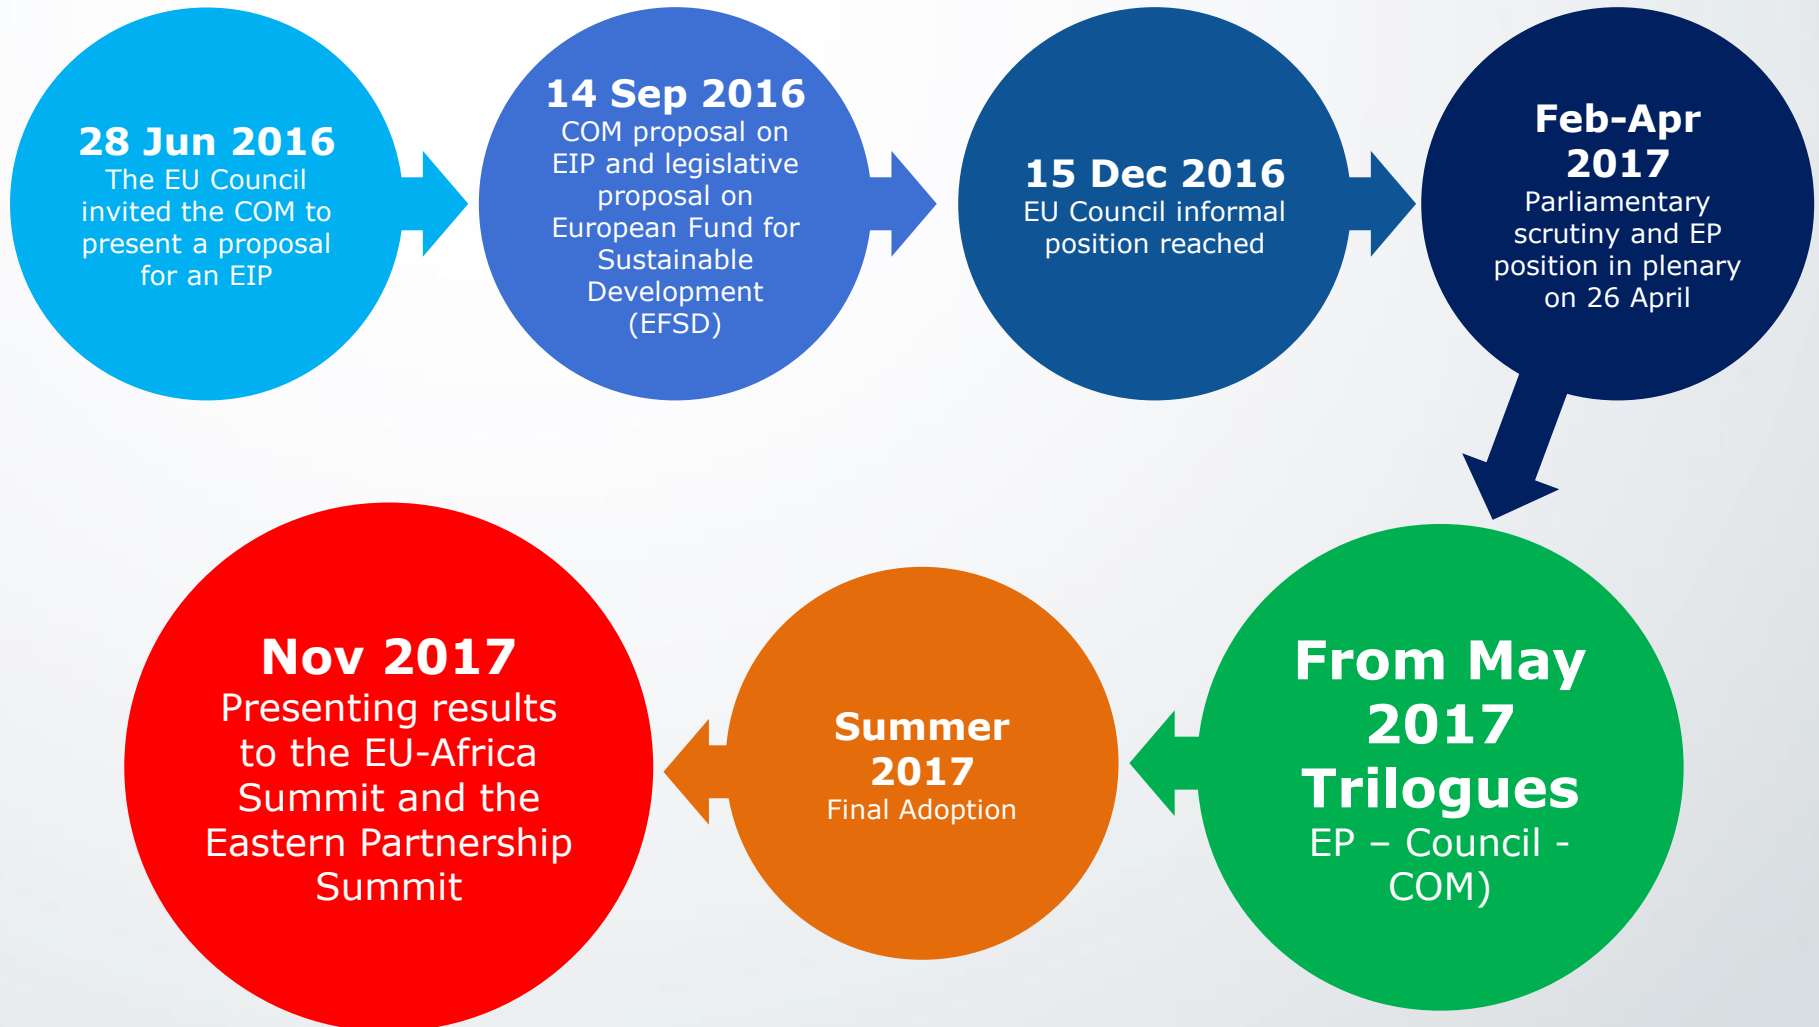 28 Jun 2016
The EU Council
invited the COM to
present a proposal
for an EIP
14 Sep 2016
COM proposal on
EIP and legislative
proposal on
European Fund for
Sustainable
Development
(EFSD)
15 Dec 2016
EU Council informal
position reached
Feb-Apr
2017
Parliamentary
scrutiny and EP
position in plenary
on 26 April
From May
2017
Trilogues
EP – Council -
COM)
Summer
2017
Final Adoption
Nov 2017
Presenting results
to the EU-Africa
Summit and the
Eastern Partnership
Summit